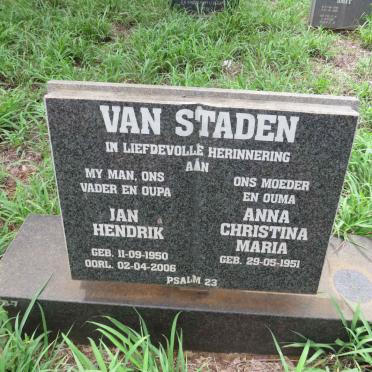 VAN STADEN
IN LIEFDEVOLLE HERINNERING
AAN
MY MAN, ONS
VADER EN OUPA
JAN
HENDRIK
GEB. 11-09-1950
OORL. 02-04-2006
ONS MOEDER
EN OUMA
ANNA
CHRISTINA
MARIA
GEB. 29-05-1951
PSALM 23